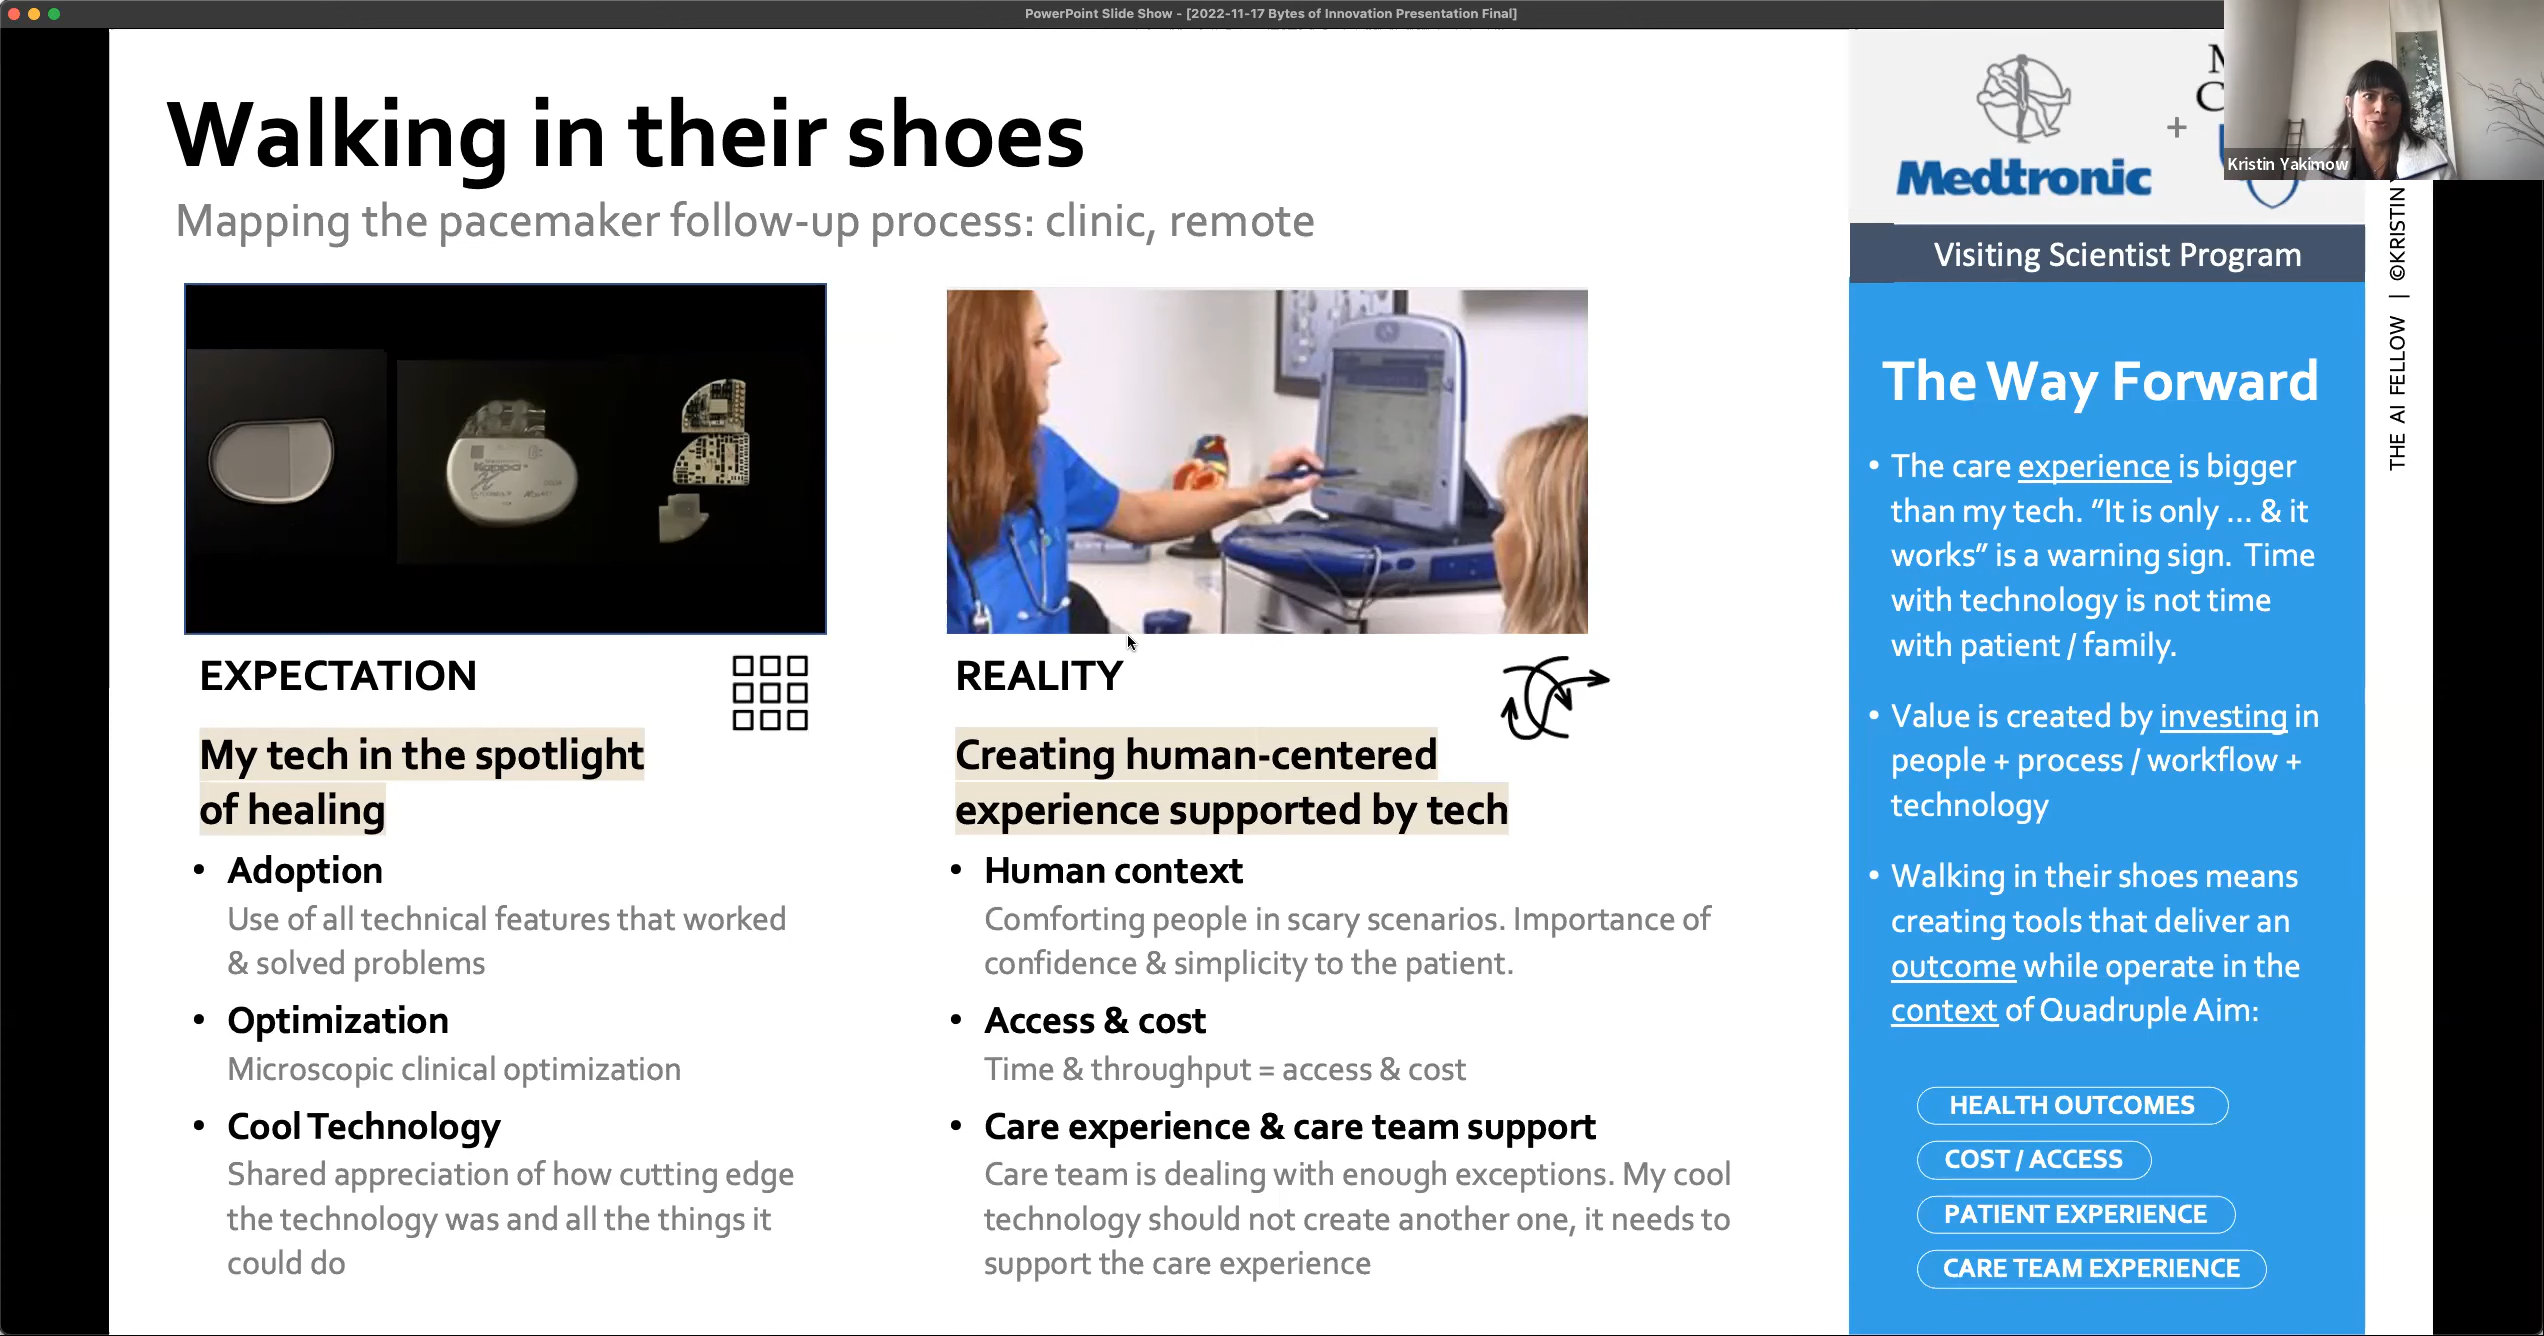 PowerPoint Slide Show - [2022-11-17 Bytes of Innovation Presentation Final]
Walking in their shoes
Mapping the pacemaker follow-up process: clinic, remote
Kappa
EXPECTATION
My tech in the spotlight
of healing
• Adoption
Use of all technical features that worked
& solved problems
• Optimization
Microscopic clinical optimization
• Cool Technology
Shared appreciation of how cutting edge
the technology was and all the things it
could do
REALITY
Creating human-centered
experience supported by tech
• Human context
Comforting people in scary scenarios. Importance of
confidence & simplicity to the patient.
• Access & cost
Time & throughput = access & cost
• Care experience & care team support
Care team is dealing with enough exceptions. My cool
technology should not create another one, it needs to
support the care experience
Medtronic
+
Kristin Yakimow
Visiting Scientist Program
The Way Forward
• The care experience is bigger
than my tech. "It is only ... & it
works" is a warning sign. Time
with technology is not time
with patient / family.
• Value is created by investing in
people + process / workflow +
technology
• Walking in their shoes means
creating tools that deliver an
outcome while operate in the
context of Quadruple Aim:
HEALTH OUTCOMES
COST / ACCESS
PATIENT EXPERIENCE
CARE TEAM EXPERIENCE
THE AI FELLOW | ©KRISTIN